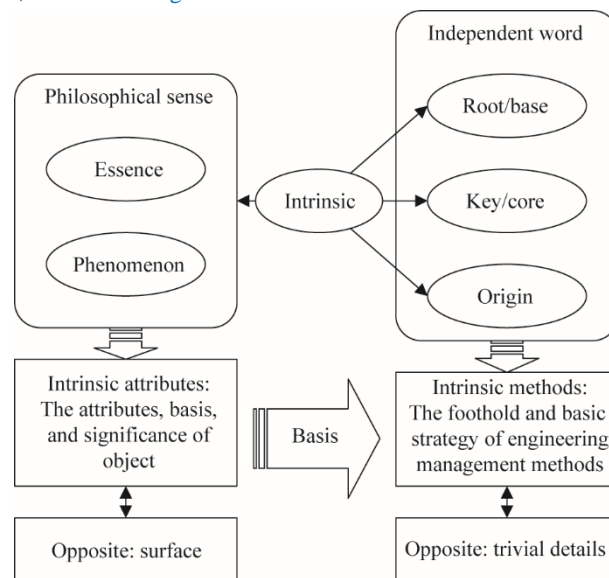 Independent word
Philosophical sense
Root/base
Essence
Intrinsic
Key/core
Phenomenon
Origin
Intrinsic attributes:
The attributes, basis,
and significance of
object
Basis
Intrinsic methods:
The foothold and basic
strategy of engineering
management methods
Opposite: surface
Opposite: trivial details